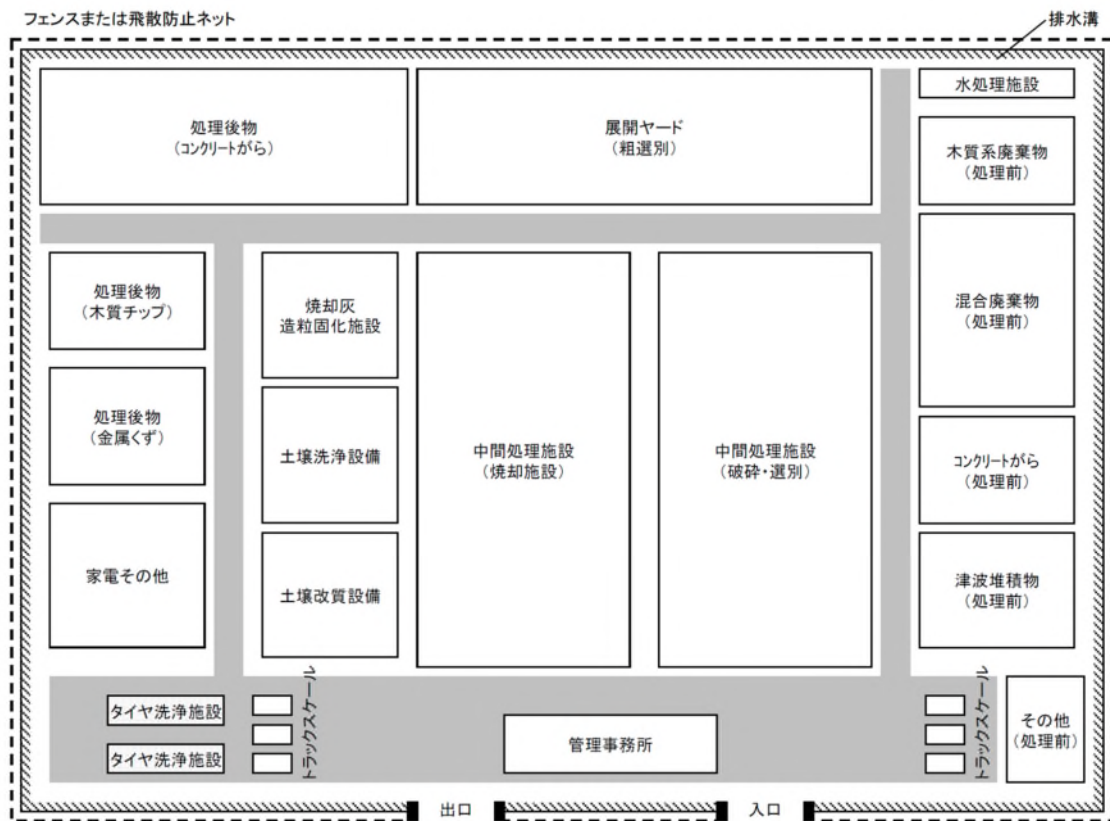 フェンスまたは飛散防止ネット
排水溝
処理後物
(コンクリートがら)
展開ヤード
(粗選別)
水処理施設
木質系廃棄物
(処理前)
混合廃棄物
(処理前)
コンクリートがら
(処理前)
津波堆積物
(処理前)
処理後物
(木質チップ)
処理後物
(金属くず)
家電その他
焼却灰
造粒固化施設
土壌洗浄設備
土壌改質設備
中間処理施設
(焼却施設)
中間処理施設
(破砕・選別)
タイヤ洗浄施設
タイヤ洗浄施設
トラックスケール
管理事務所
トラックスケール
その他
(処理前)
出口
入口